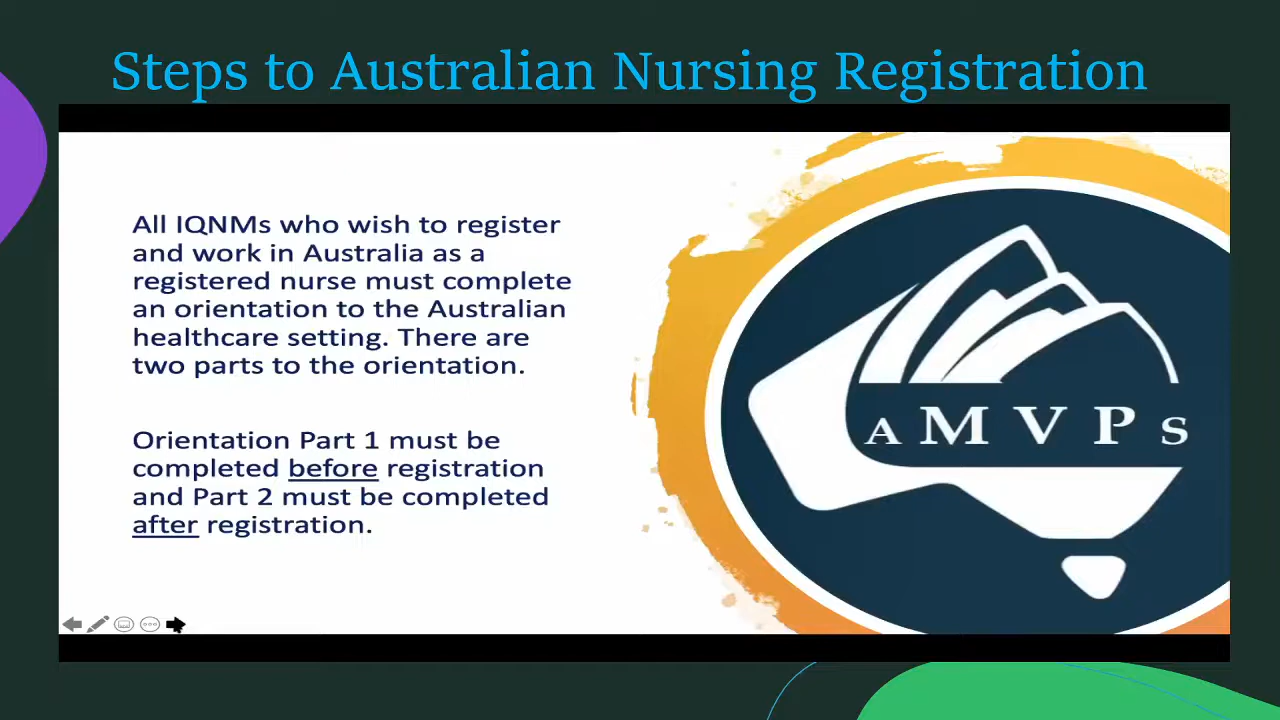 Steps to Australian Nursing Registration
All IQNMs who wish to register
and work in Australia as a
registered nurse must complete
an orientation to the Australian
healthcare setting. There are
two parts to the orientation.
Orientation Part 1 must be
completed before registration
and Part 2 must be completed
after registration.
AMVPS